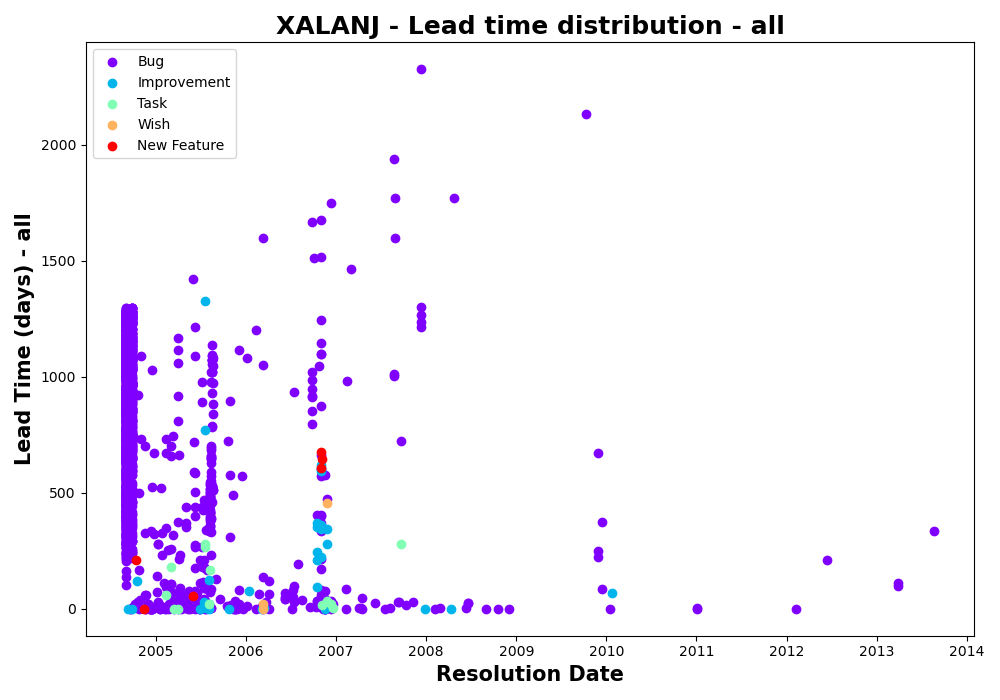 XALANJ - Lead time distribution - all
Bug
Improvement
Task
Wish
New Feature
Lead Time (days) - all
2000
1500
1000
500
0
2005 2006 2007 2008 2009 2010 2011 2012 2013 2014
Resolution Date